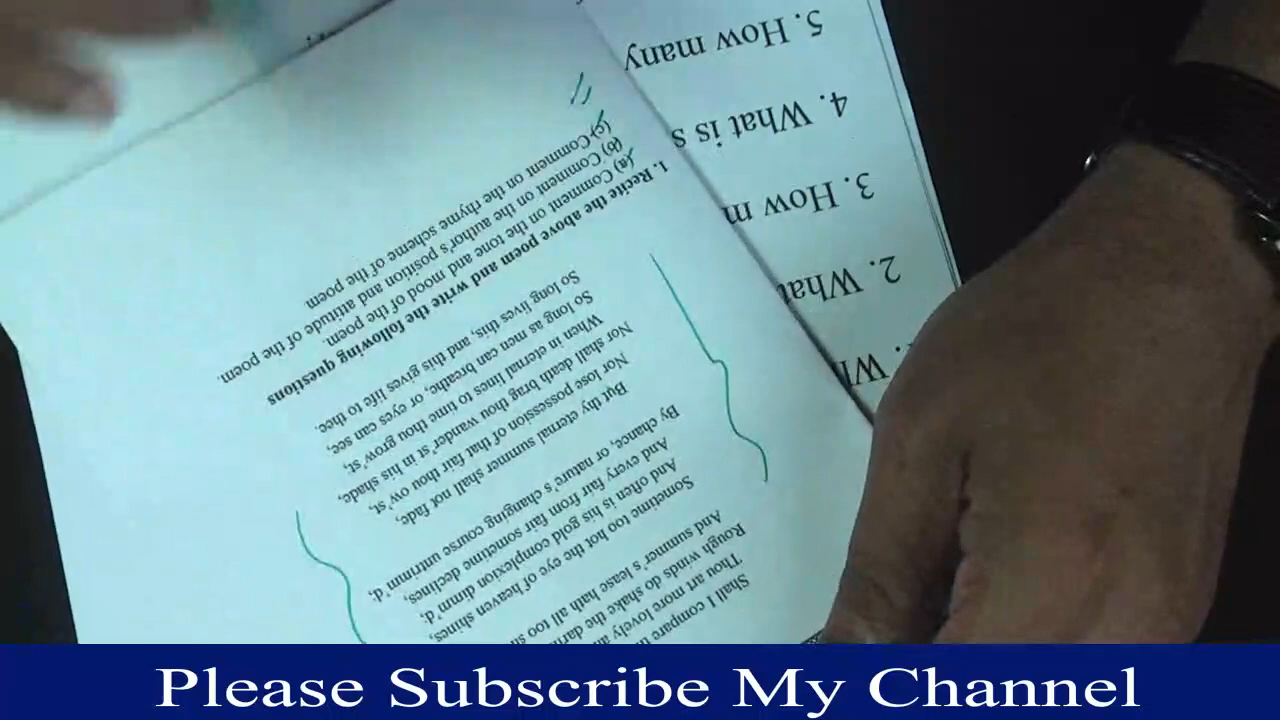 Shall I compare th
Thou art more lovely a
Rough winds do shake the darl
And summer's lease hath all too sh
Sometime too hot the eye of heaven shines,
And often is his gold complexion dimm'd;
And every fair from fair sometime declines,
By chance, or nature's changing course untrimm'd;
But thy eternal summer shall not fade,
Nor lose possession of that fair thou ow'st,
Nor shall death brag thou wander'st in his shade,
When in eternal lines to time thou grow'st,
So long as men can breathe, or eyes can see,
So long lives this, and this gives life to thee.
1. Recite the above poem and write the following questions
(a) Comment on the tone and mood of the poem.
(b) Comment on the author's position and attitude of the poem.
(c) Comment on the rhyme scheme of the poem
. Wh
2. What
3. How m
4. What is s
5. How many
Please Subscribe My Channel